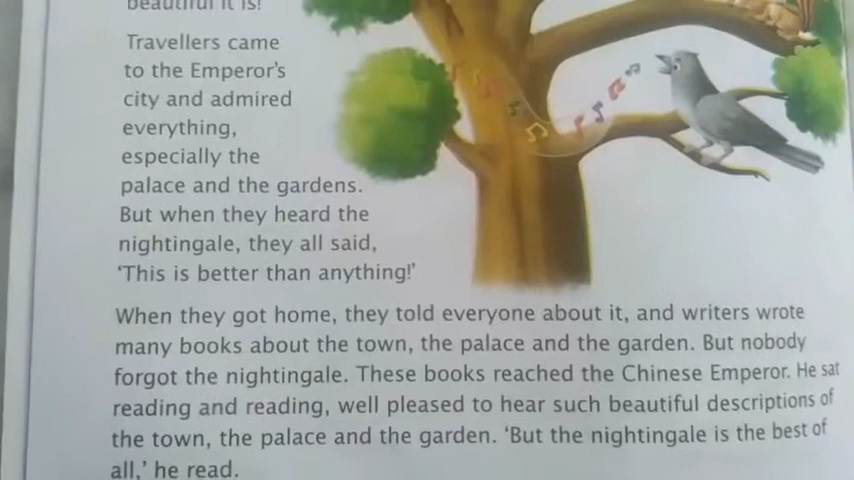 beautiful it is!
Travellers came
to the Emperor's
city and admired
everything,
especially the
palace and the gardens.
But when they heard the
nightingale, they all said,
‘This is better than anything!’
When they got home, they told everyone about it, and writers wrote
many books about the town, the palace and the garden. But nobody
forgot the nightingale. These books reached the Chinese Emperor. He sat
reading and reading, well pleased to hear such beautiful descriptions of
the town, the palace and the garden. ‘But the nightingale is the best of
all,’ he read.